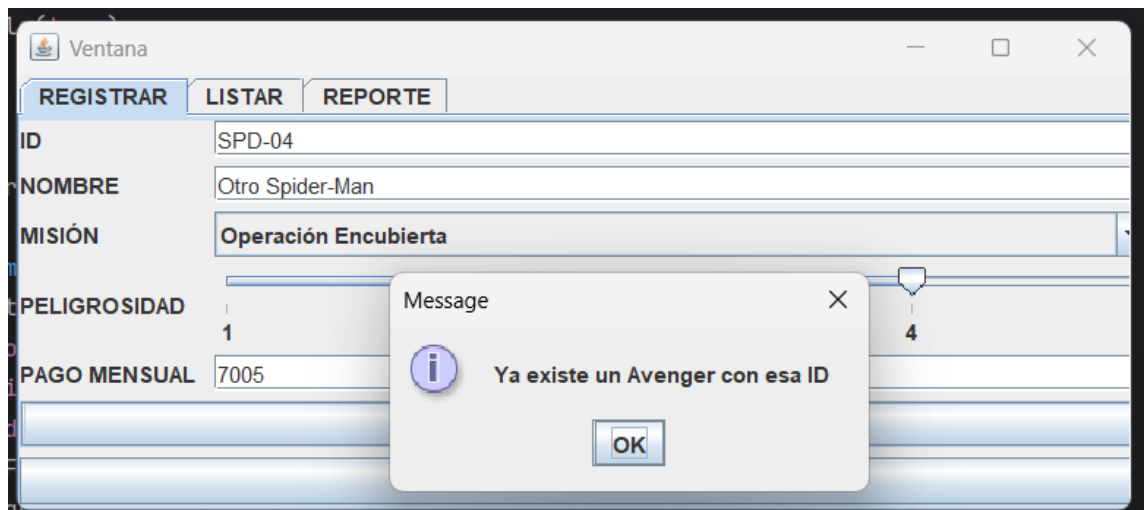 Ventana
REGISTRAR LISTAR REPORTE
ID SPD-04
NOMBRE Otro Spider-Man
MISIÓN Operación Encubierta
Message
PELIGROSIDAD
1 4
PAGO MENSUAL 7005
Ya existe un Avenger con esa ID
OK